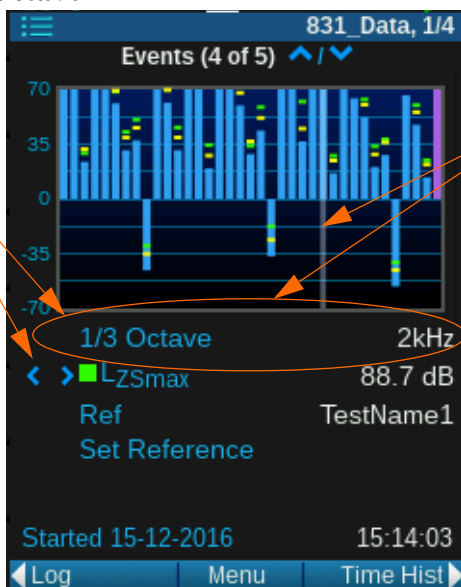 831_Data, 1/4
Events (4 of 5) /
70
35
0
-35
-70
1/3 Octave 2kHz
< > LZSmax 88.7 dB
Ref TestName1
Set Reference
Started 15-12-2016 15:14:03
Log Menu Time Hist